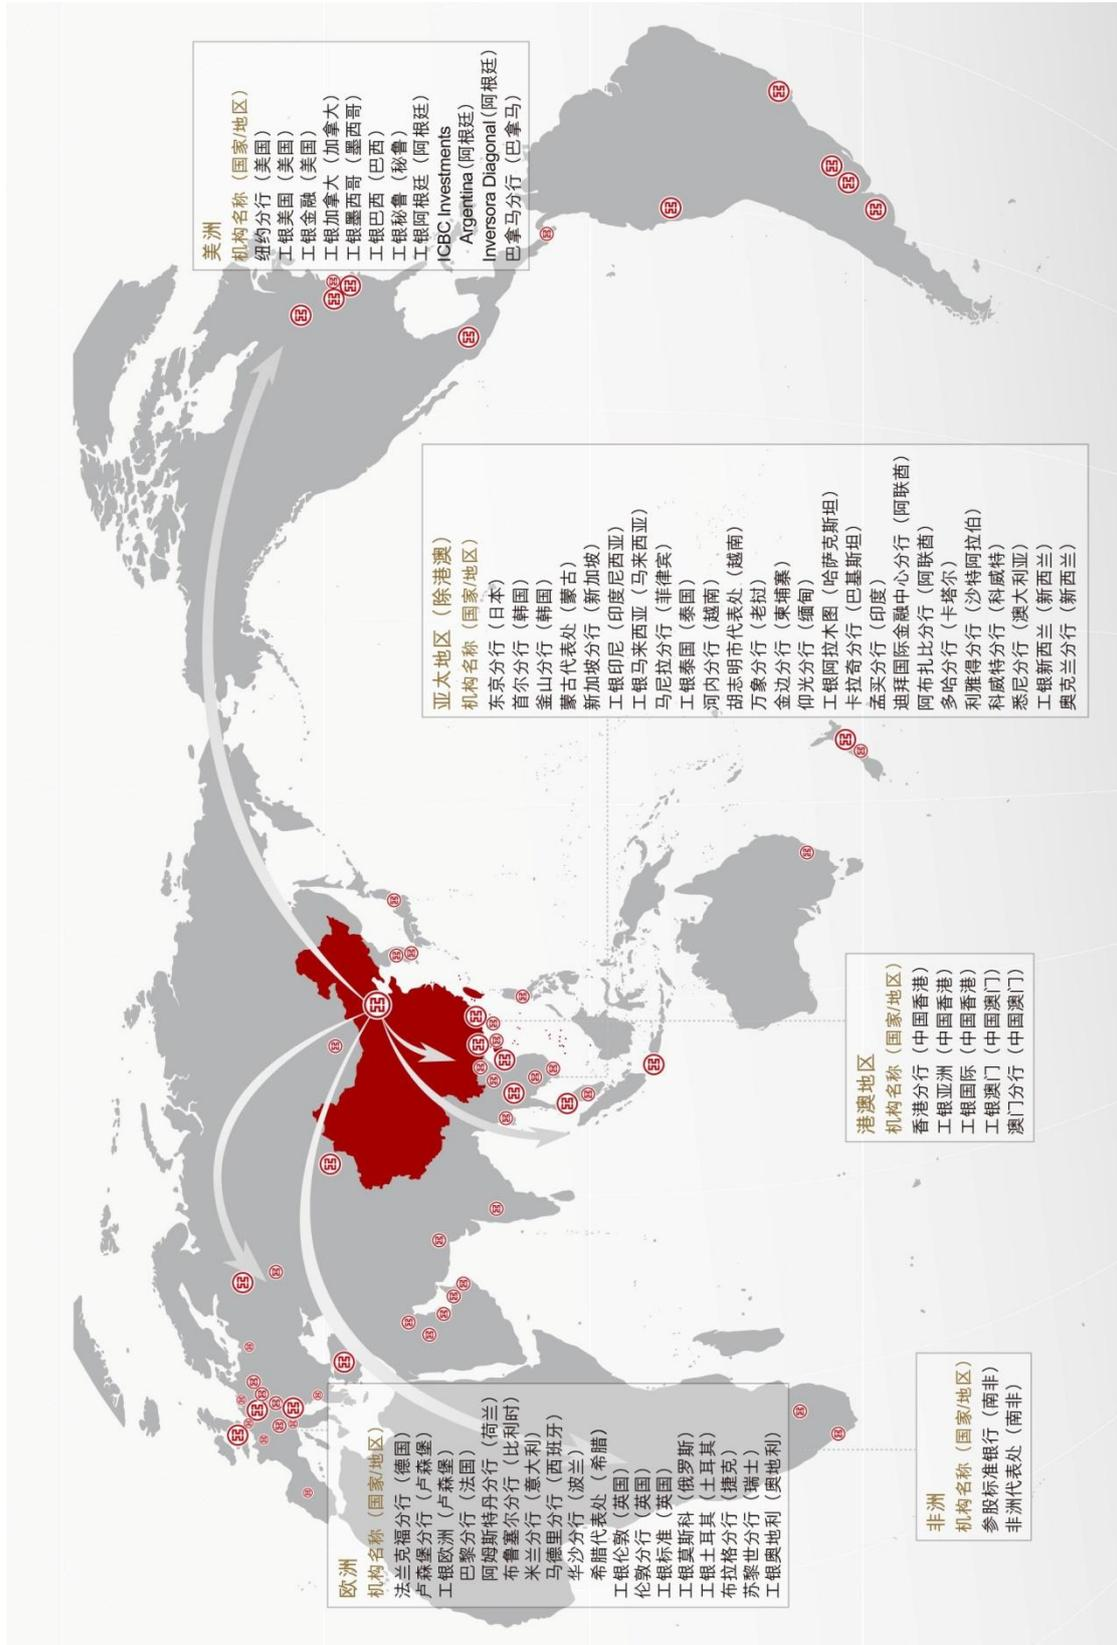 美洲
机构名称（国家/地区）
纽约分行（美国）
工银美国（美国）
工银金融（美国）
工银加拿大（加拿大）
工银墨西哥（墨西哥）
工银巴西（巴西）
工银秘鲁（秘鲁）
工银阿根廷（阿根廷）
ICBC Investments
Argentina（阿根廷）
Inversora Diagonal（阿根廷）
巴拿马分行（巴拿马）
亚太地区（除港澳）
机构名称（国家/地区）
东京分行（日本）
首尔分行（韩国）
釜山分行（韩国）
蒙古代表处（蒙古）
新加坡分行（新加坡）
工银印尼（印度尼西亚）
工银马来西亚（马来西亚）
马尼拉分行（菲律宾）
工银泰国（泰国）
河内分行（越南）
胡志明市代表处（越南）
万象分行（老挝）
金边分行（柬埔寨）
仰光分行（缅甸）
工银阿拉木图（哈萨克斯坦）
卡拉奇分行（巴基斯坦）
孟买分行（印度）
迪拜国际金融中心分行（阿联酋）
阿布扎比分行（阿联酋）
多哈分行（卡塔尔）
利雅得分行（沙特阿拉伯）
科威特分行（科威特）
悉尼分行（澳大利亚）
工银新西兰（新西兰）
奥克兰分行（新西兰）
港澳地区
机构名称（国家/地区）
香港分行（中国香港）
工银亚洲（中国香港）
工银国际（中国香港）
工银澳门（中国澳门）
澳门分行（中国澳门）
欧洲
机构名称（国家/地区）
法兰克福分行（德国）
卢森堡分行（卢森堡）
工银欧洲（卢森堡）
巴黎分行（法国）
阿姆斯特丹分行（荷兰）
布鲁塞尔分行（比利时）
米兰分行（意大利）
马德里分行（西班牙）
华沙分行（波兰）
希腊代表处（希腊）
工银伦敦（英国）
伦敦分行（英国）
工银标准（英国）
工银莫斯科（俄罗斯）
工银土耳其（土耳其）
布拉格分行（捷克）
苏黎世分行（瑞士）
工银奥地利（奥地利）
非洲
机构名称（国家/地区）
参股标准银行（南非）
非洲代表处（南非）